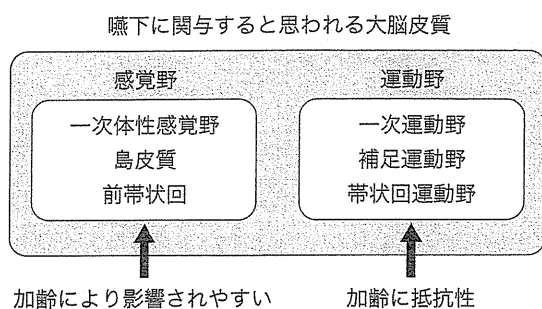 嚥下に関与すると思われる大脳皮質
感覚野
一次体性感覚野
島皮質
前帯状回
加齢により影響されやすい
運動野
一次運動野
補足運動野
帯状回運動野
加齢に抵抗性